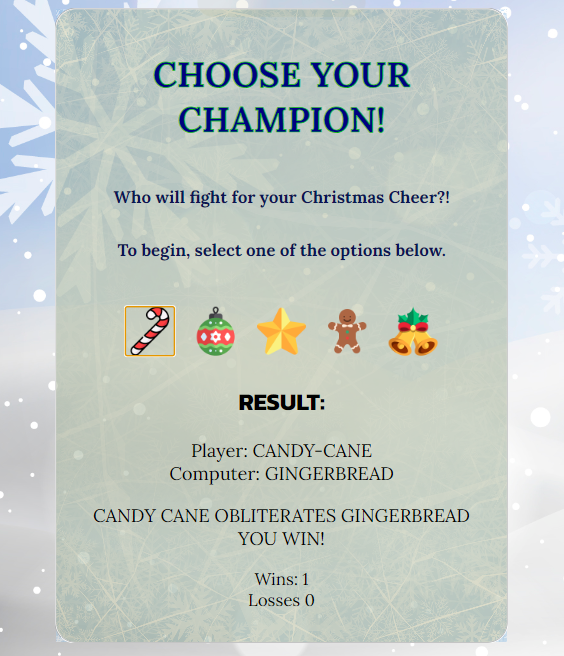 CHOOSE YOUR
CHAMPION!
Who will fight for your Christmas Cheer?!
To begin, select one of the options below.
RESULT:
Player: CANDY-CANE
Computer: GINGERBREAD
CANDY CANE OBLITERATES GINGERBREAD
YOU WIN!
Wins: 1
Losses 0